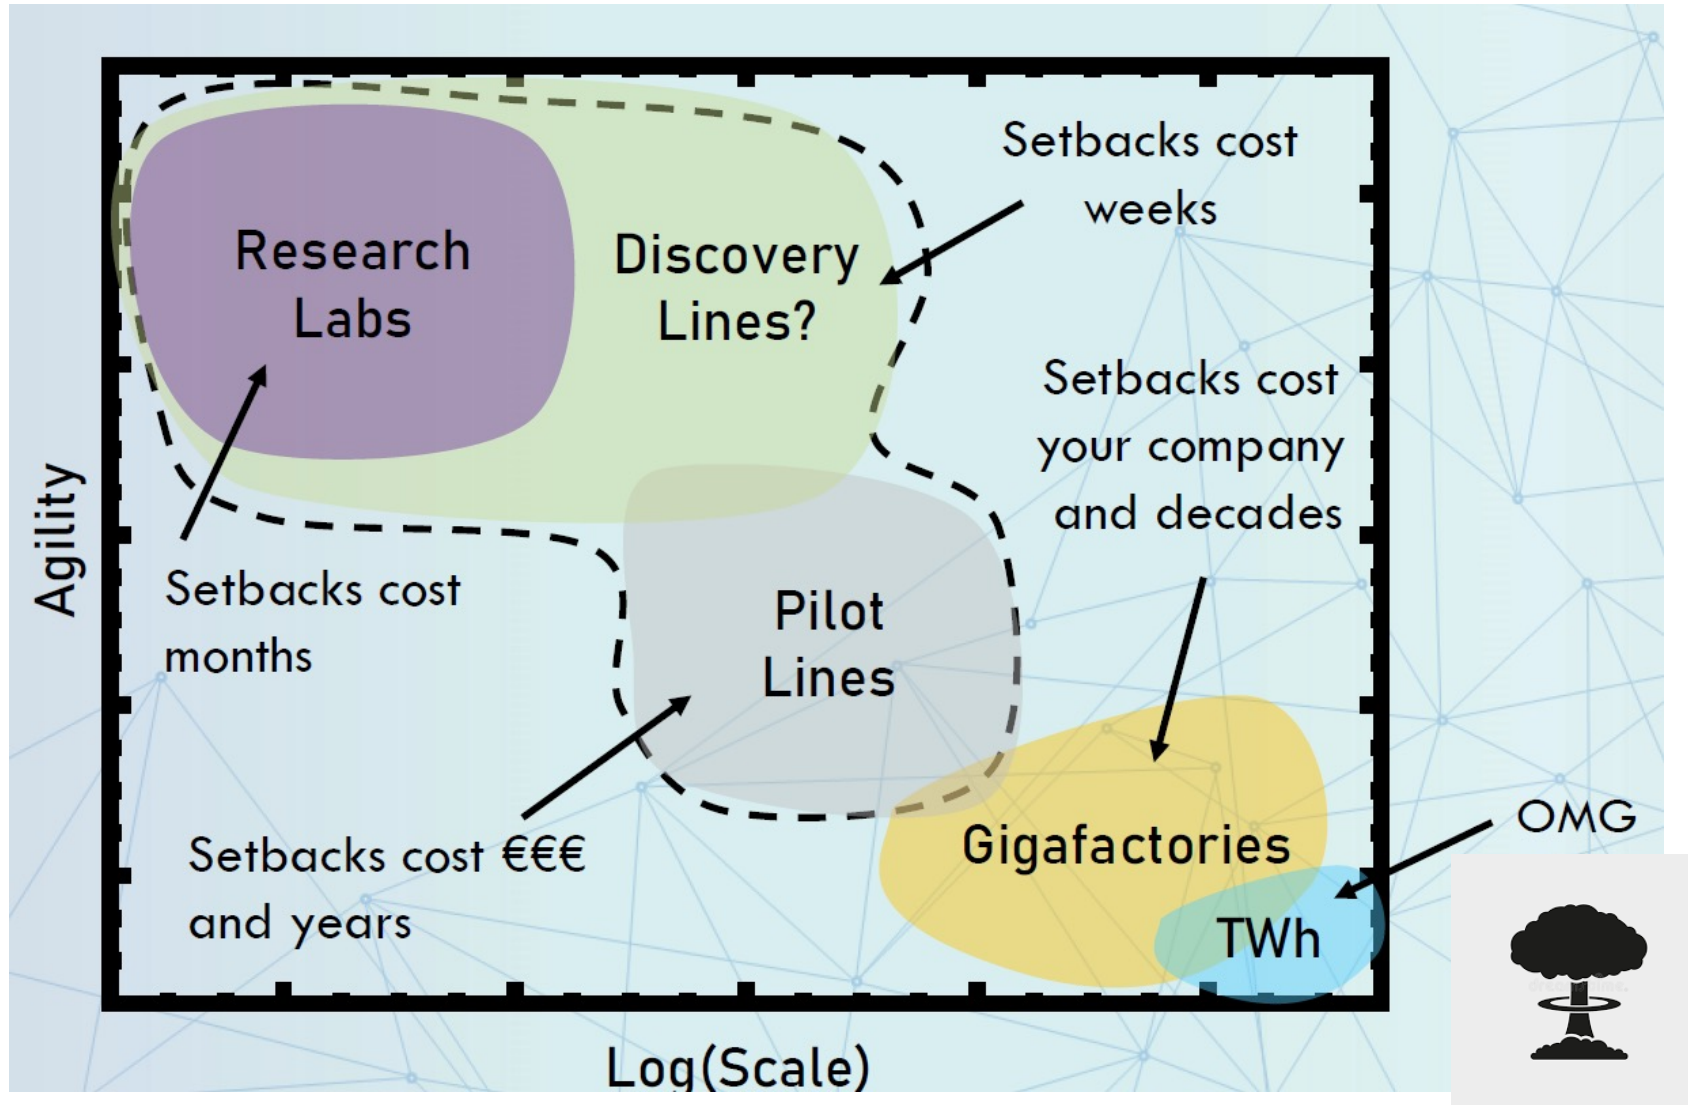 Setbacks cost
weeks
Research
Labs
Discovery
Lines?
Setbacks cost
your company
and decades
Agility
Setbacks cost
months
Pilot
Lines
Setbacks cost €€€
and years
Gigafactories
OMG
TWh
Log(Scale)